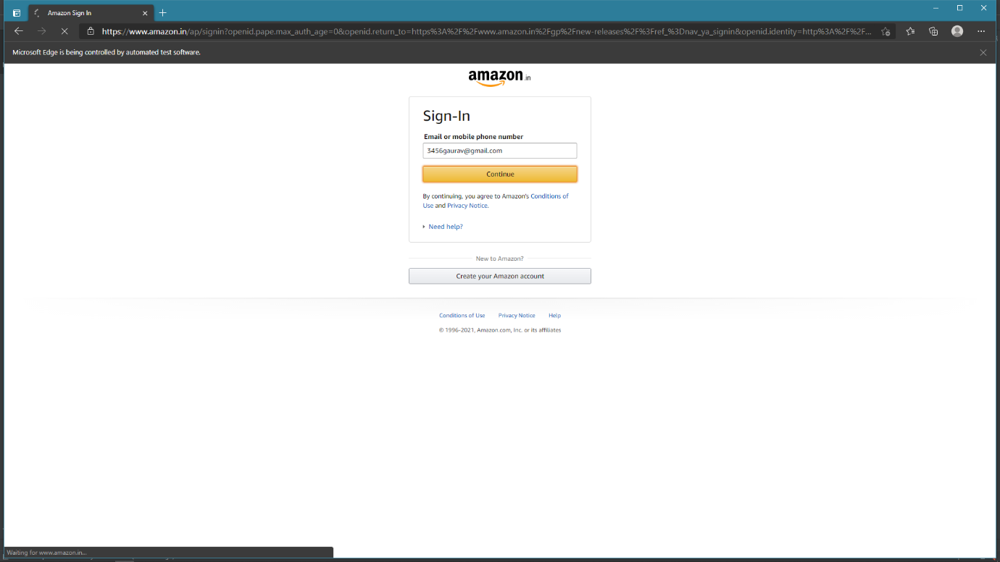 Amazon Sign In
https://www.amazon.in/ap/signin?openid.pape.max_auth_age=0&openid.return_to=https%3A%2F%2Fwww.amazon.in%2Fgp%2Fnew-releases%2F%3Fref_%3Dnav_ya_signin&openid.identity=http%3A%2F%2F...
Microsoft Edge is being controlled by automated test software.
amazon.in
Sign-In
Email or mobile phone number
3456gaurav@gmail.com
Continue
By continuing, you agree to Amazon's Conditions of
Use and Privacy Notice.
Need help?
New to Amazon?
Create your Amazon account
Conditions of Use Privacy Notice Help
© 1996-2021, Amazon.com, Inc. or its affiliates
Waiting for www.amazon.in...